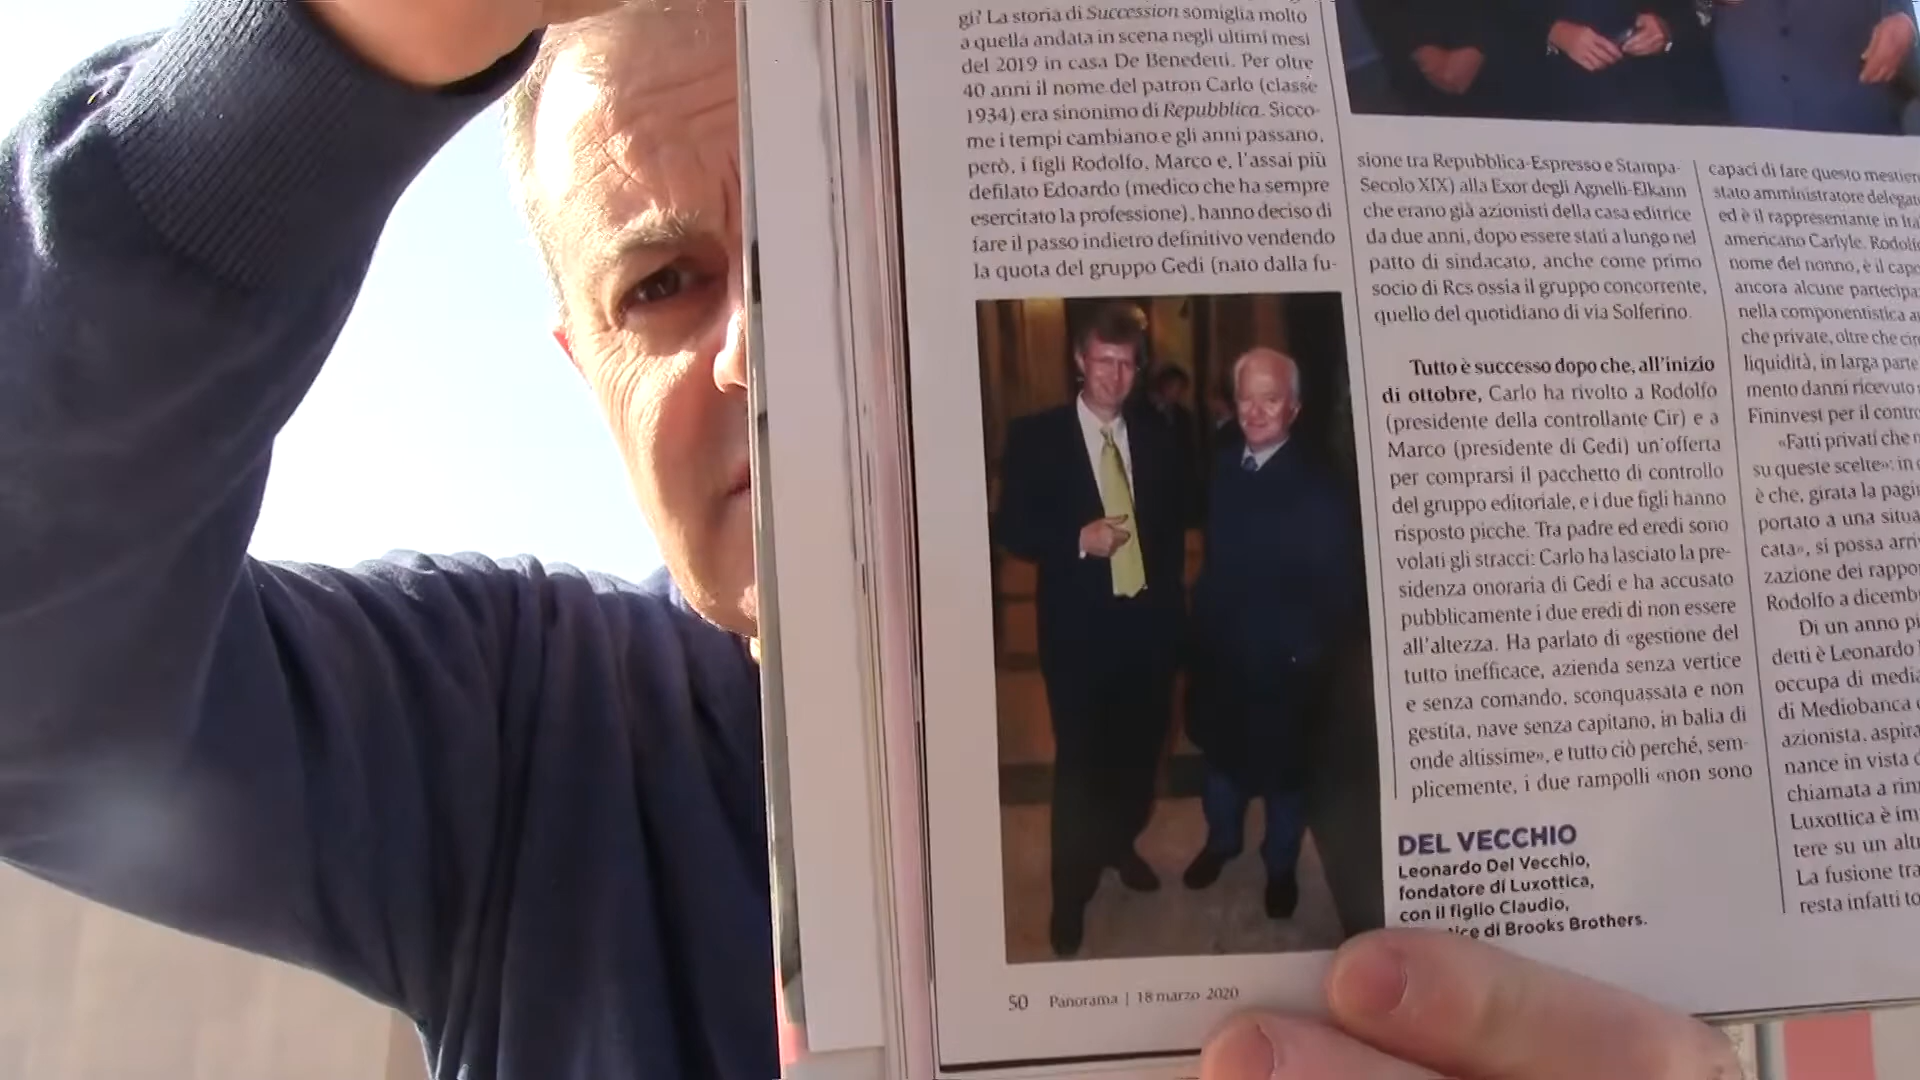 gi? La storia di Succession somiglia molto
a quella andata in scena negli ultimi mesi
del 2019 in casa De Benedetti. Per oltre
40 anni il nome del patron Carlo (classe
1934) era sinonimo di Repubblica. Sicco-
me i tempi cambiano e gli anni passano,
però, i figli Rodolfo, Marco e, l'assai più
defilato Edoardo (medico che ha sempre
esercitato la professione), hanno deciso di
fare il passo indietro definitivo vendendo
la quota del gruppo Gedi (nato dalla fu-
sione tra Repubblica-Espresso e Stampa-
Secolo XIX) alla Exor degli Agnelli-Elkann
che erano già azionisti della casa editrice
da due anni, dopo essere stati a lungo nel
patto di sindacato, anche come primo
socio di Rcs ossia il gruppo concorrente,
quello del quotidiano di via Solferino.
Tutto è successo dopo che, all'inizio
di ottobre, Carlo ha rivolto a Rodolfo
(presidente della controllante Cir) e a
Marco (presidente di Gedi) un'offerta
per comprarsi il pacchetto di controllo
del gruppo editoriale, e i due figli hanno
risposto picche. Tra padre ed eredi sono
volati gli stracci: Carlo ha lasciato la pre-
sidenza onoraria di Gedi e ha accusato
pubblicamente i due eredi di non essere
all'altezza. Ha parlato di «gestione del
tutto inefficace, azienda senza vertice
e senza comando, sconquassata e non
gestita, nave senza capitano, in balia di
onde altissime», e tutto ciò perché, sem-
plicemente, i due rampolli «non sono
capaci di fare questo mestier
stato amministratore delegat
ed è il rappresentante in Ita
americano Carlyle. Rodolfo
nome del nonno, è il capo
ancora alcune partecipa
nella componentistica a
che private, oltre che cir
liquidità, in larga parte
mento danni ricevuto
Fininvest per il contro
«Fatti privati che n
su queste scelte»: in
è che, girata la pagi
portato a una situa
cata», si possa arri
zazione dei rappo
Rodolfo a dicemb
Di un anno pi
detti è Leonardo
occupa di media
di Mediobanca
azionista, aspira
nance in vista
chiamata a rin
Luxottica è im
tere su un alt
La fusione tra
resta infatti to
DEL VECCHIO
Leonardo Del Vecchio,
fondatore di Luxottica,
con il figlio Claudio,
ice di Brooks Brothers.
50 Panorama | 18 marzo 2020